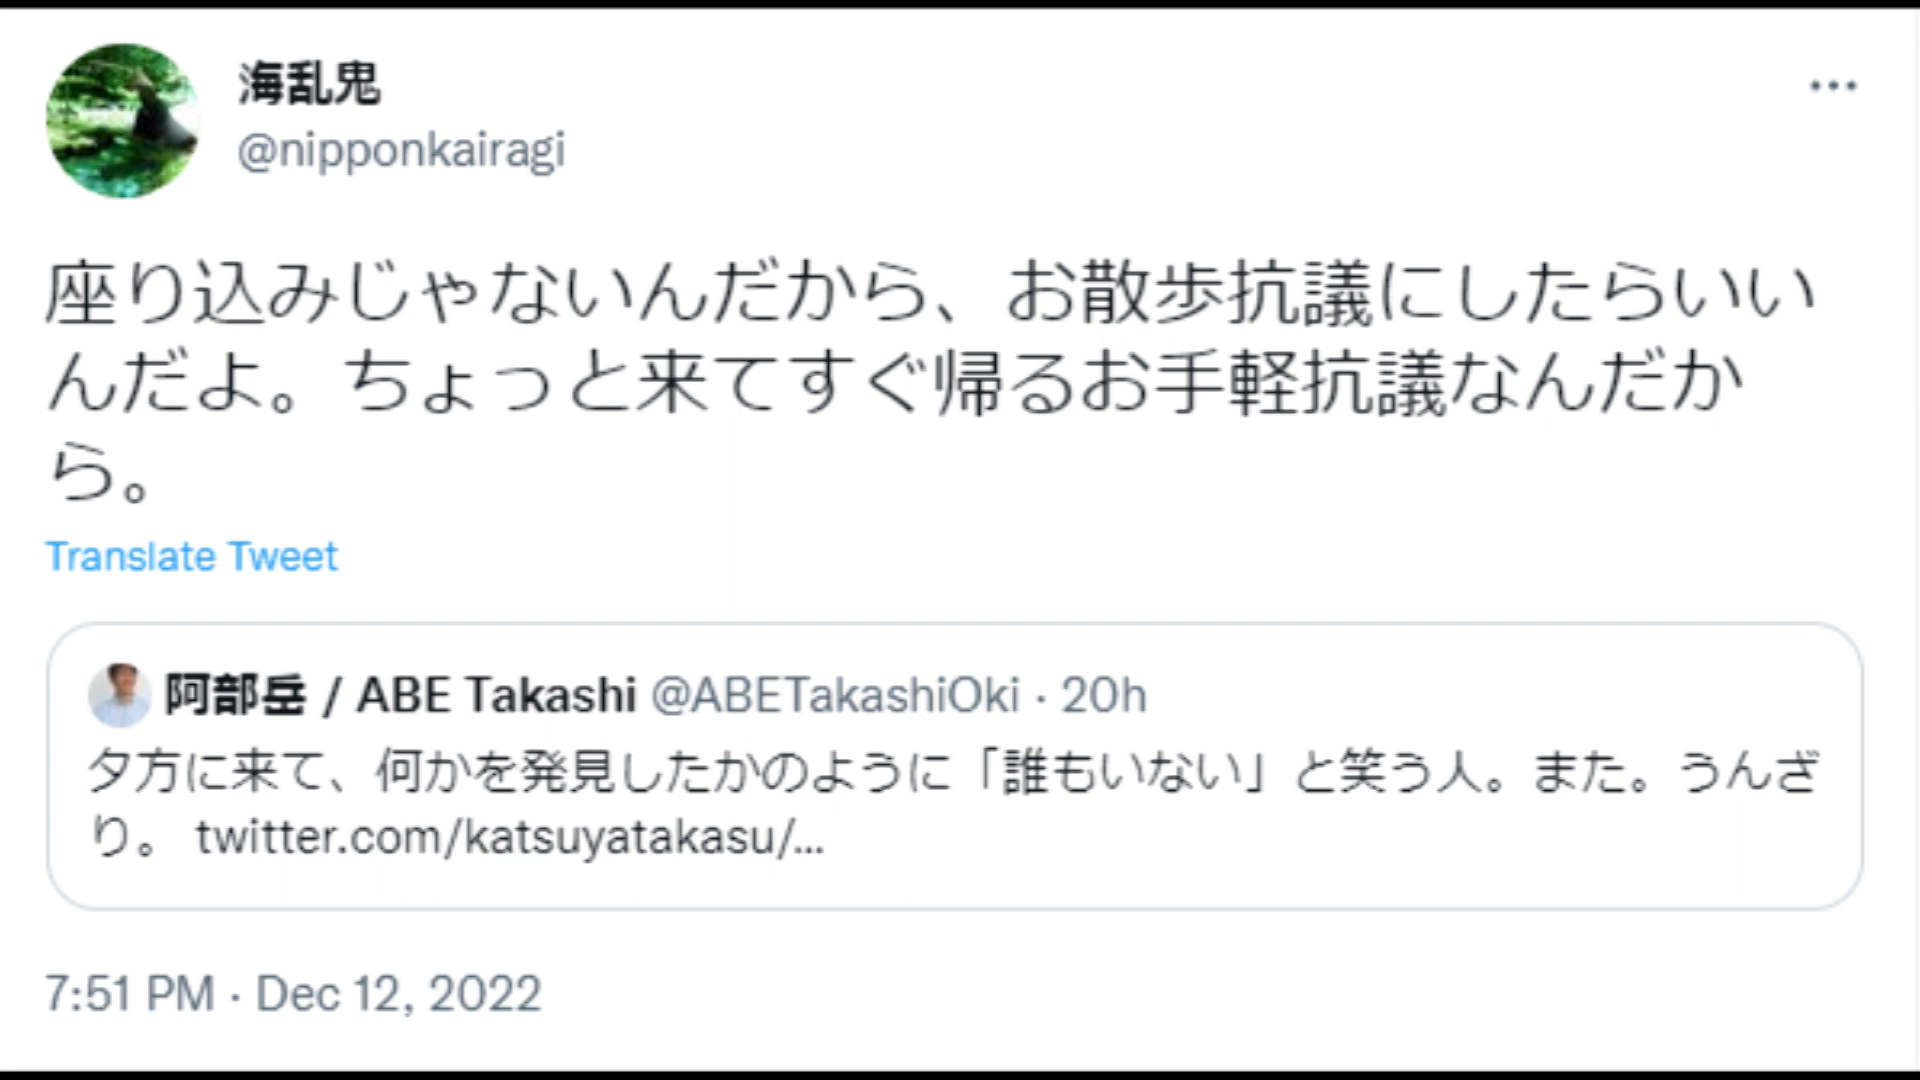 海乱鬼
@nipponkairagi
座り込みじゃないんだから、お散歩抗議にしたらいい
んだよ。ちょっと来てすぐ帰るお手軽抗議なんだか
ら。
Translate Tweet
阿部岳 / ABE Takashi @ABETakashiOki · 20h
夕方に来て、何かを発見したかのように「誰もいない」と笑う人。また。うんざ
り。 twitter.com/katsuyatakasu/...
7:51 PM · Dec 12, 2022